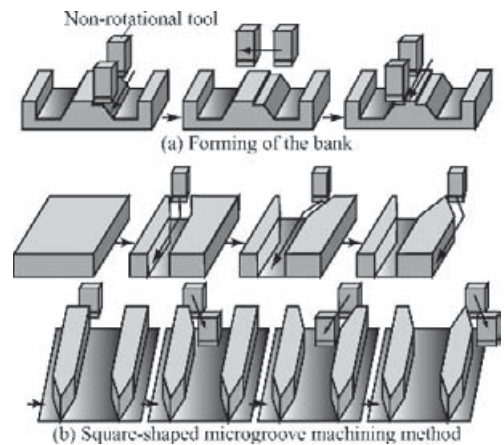 Non-rotational tool
(a) Forming of the bank
(b) Square-shaped microgroove machining method